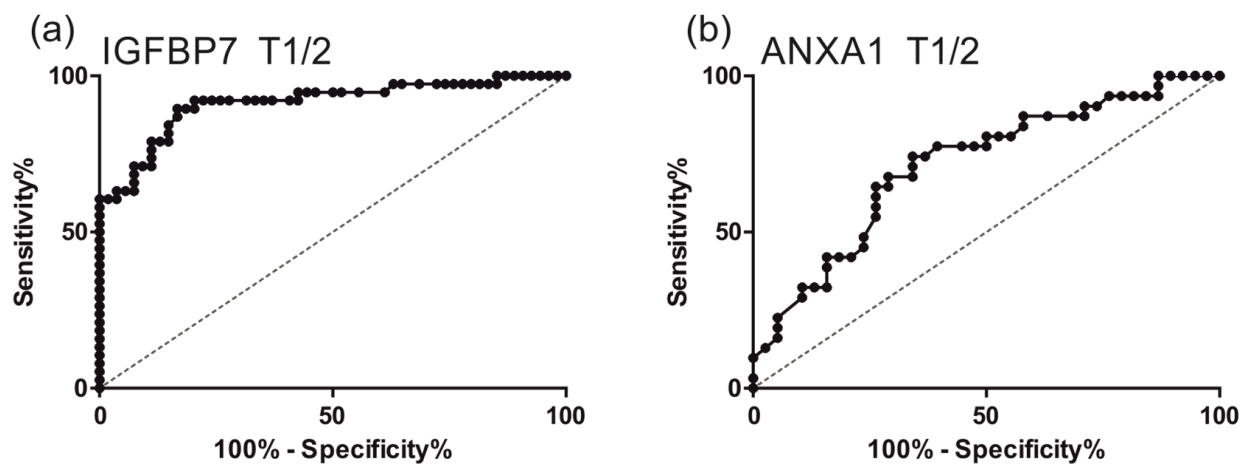 (a)
IGFBP7 T1/2
100
50
0
Sensitivity%
0 50 100
100% - Specificity%
(b)
ANXA1 T1/2
100
50
0
Sensitivity%
0 50 100
100% - Specificity%